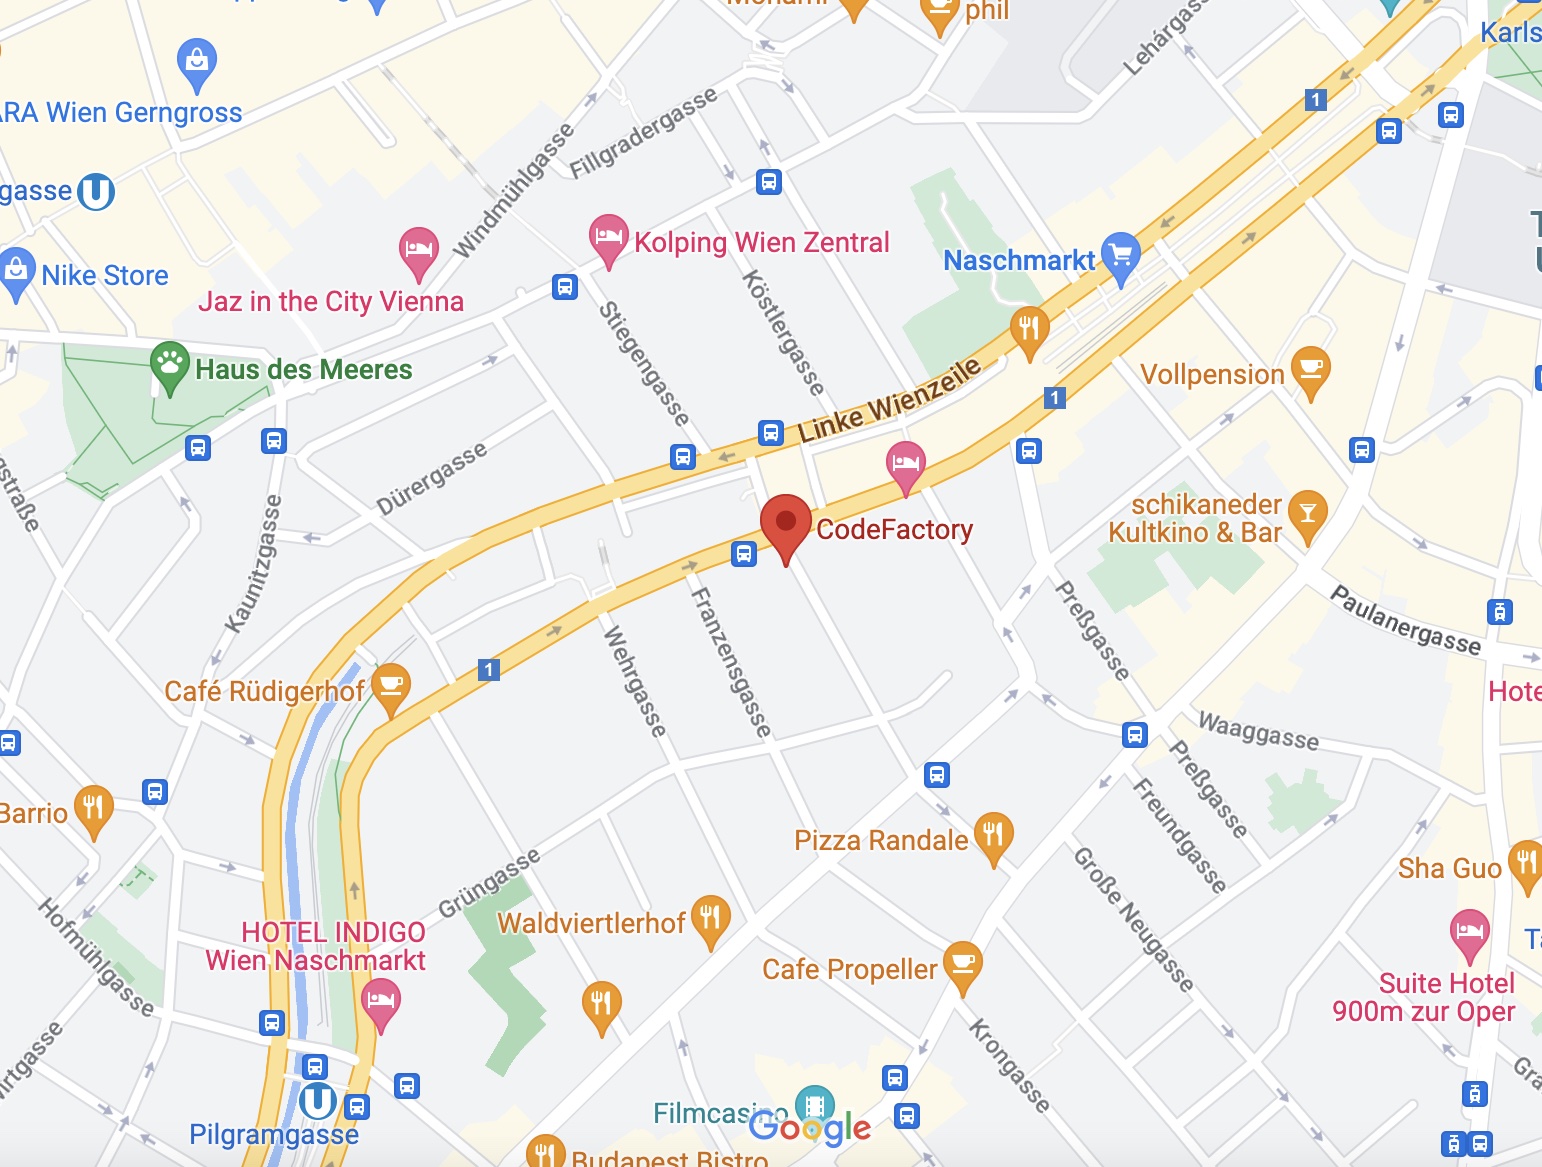 phil
Karls
Lehárgasse
ARA Wien Gerngross
1
Fillgradergasse
Windmühlgasse
gasse U
Kolping Wien Zentral
Naschmarkt
Nike Store
Jaz in the City Vienna
Stiegengasse
Köstlergasse
Haus des Meeres
Linke Wienzeile
Vollpension
1
Dürergasse
schikaneder
Kultkino & Bar
CodeFactory
Kaunitzgasse
Paulanergasse
Preßgasse
Franzensgasse
Wehrgasse
1
Café Rüdigerhof
Hote
Waaggasse
Preßgasse
Freundgasse
Barrio
Pizza Randale
Sha Guo
Grüngasse
Große Neugasse
Waldviertlerhof
HOTEL INDIGO
Wien Naschmarkt
Hofmühlgasse
Cafe Propeller
Suite Hotel
900m zur Oper
Krongasse
U
Pilgramgasse
Filmcasino
Google
Budapest Bistro